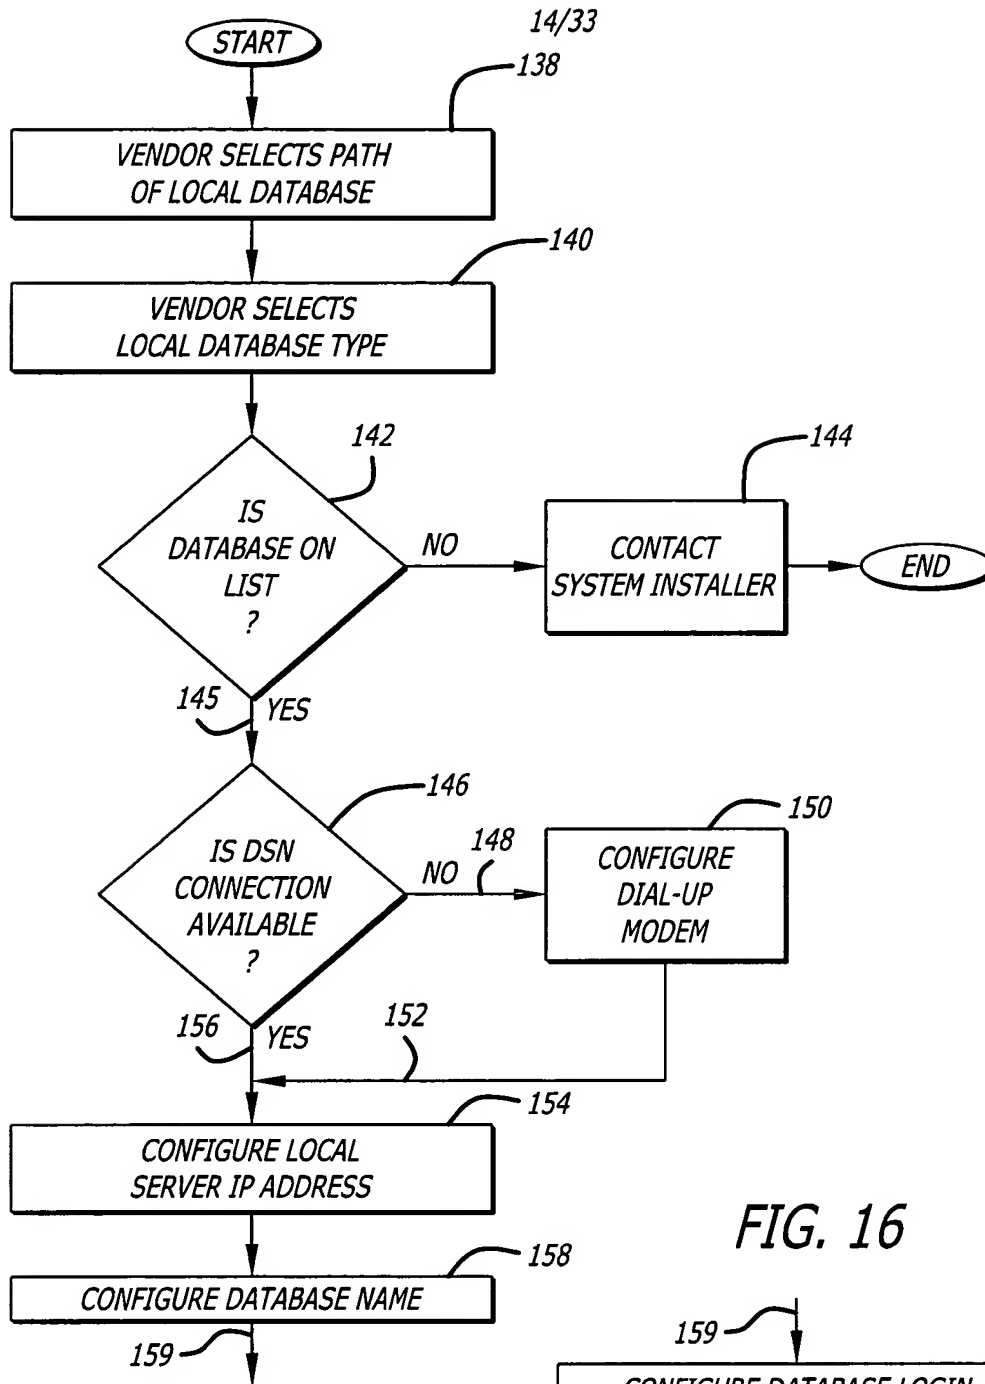 14/33
START
138
VENDOR SELECTS PATH
OF LOCAL DATABASE
140
VENDOR SELECTS
LOCAL DATABASE TYPE
142
IS
DATABASE ON
LIST
?
NO
144
CONTACT
SYSTEM INSTALLER
END
145
YES
146
IS DSN
CONNECTION
AVAILABLE
?
NO
148
150
CONFIGURE
DIAL-UP
MODEM
156
YES
152
154
CONFIGURE LOCAL
SERVER IP ADDRESS
158
CONFIGURE DATABASE NAME
159
FIG. 16
159
CONFIGURE DATABASE LOGIN